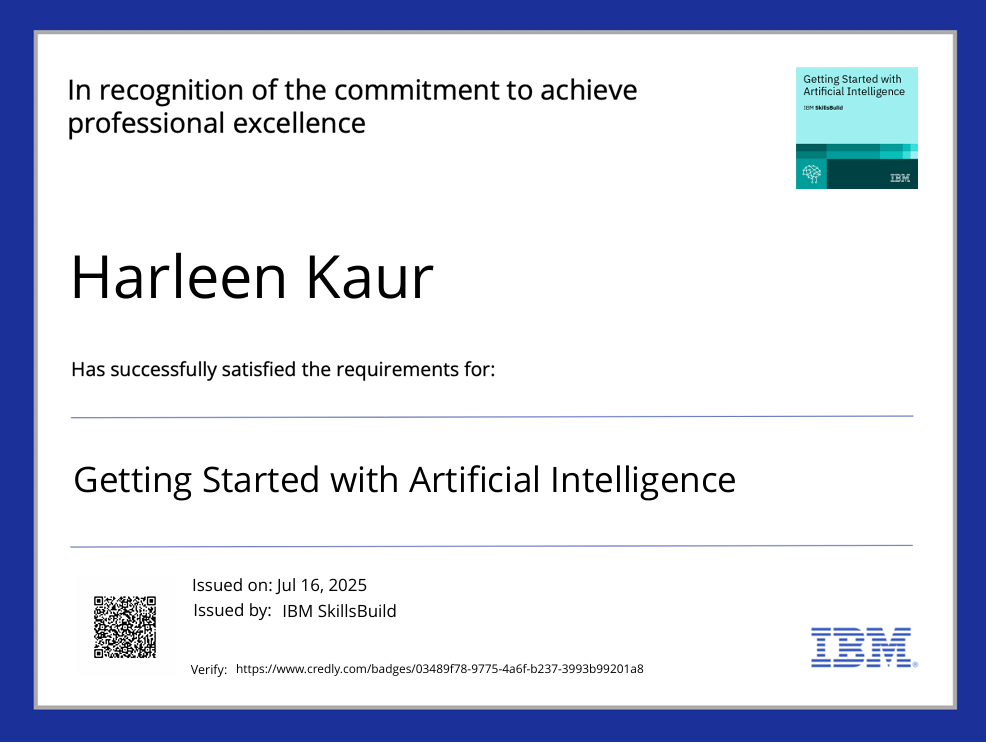 In recognition of the commitment to achieve
professional excellence
Getting Started with
Artificial Intelligence
IBM SkillsBuild
IBM
Harleen Kaur
Has successfully satisfied the requirements for:
Getting Started with Artificial Intelligence
Issued on: Jul 16, 2025
Issued by: IBM SkillsBuild
IBM®
Verify: https://www.credly.com/badges/03489f78-9775-4a6f-b237-3993b99201a8